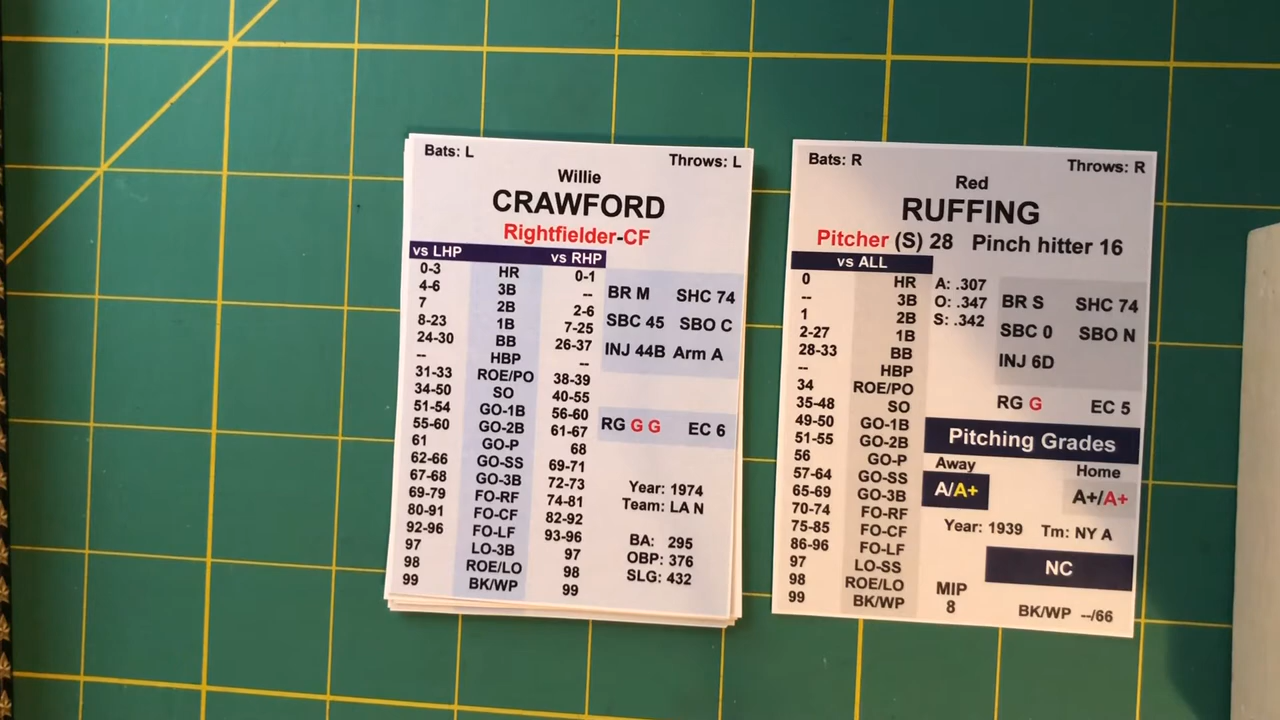 Bats: L Throws: L
Willie
CRAWFORD
Rightfielder-CF
vs LHP vs RHP
0-3 HR 0-1
4-6 3B --
7 2B 2-6
8-23 1B 7-25
24-30 BB 26-37
-- HBP --
31-33 ROE/PO 38-39
34-50 SO 40-55
51-54 GO-1B 56-60
55-60 GO-2B 61-67
61 GO-P 68
62-66 GO-SS 69-71
67-68 GO-3B 72-73
69-79 FO-RF 74-81
80-91 FO-CF 82-92
92-96 FO-LF 93-96
97 LO-3B 97
98 ROE/LO 98
99 BK/WP 99
BR M SHC 74
SBC 45 SBO C
INJ 44B Arm A
RG G G EC 6
Year: 1974
Team: LA N
BA: 295
OBP: 376
SLG: 432
Bats: R Throws: R
Red
RUFFING
Pitcher (S) 28 Pinch hitter 16
vs ALL
0 HR
-- 3B
1 2B
2-27 1B
28-33 BB
-- HBP
34 ROE/PO
35-48 SO
49-50 GO-1B
51-55 GO-2B
56 GO-P
57-64 GO-SS
65-69 GO-3B
70-74 FO-RF
75-85 FO-CF
86-96 FO-LF
97 LO-SS
98 ROE/LO
99 BK/WP
A: .307
O: .347
S: .342
BR S SHC 74
SBC 0 SBO N
INJ 6D
RG G EC 5
Pitching Grades
Away Home
A/A+ A+/A+
Year: 1939 Tm: NY A
NC
MIP
8
BK/WP --/66